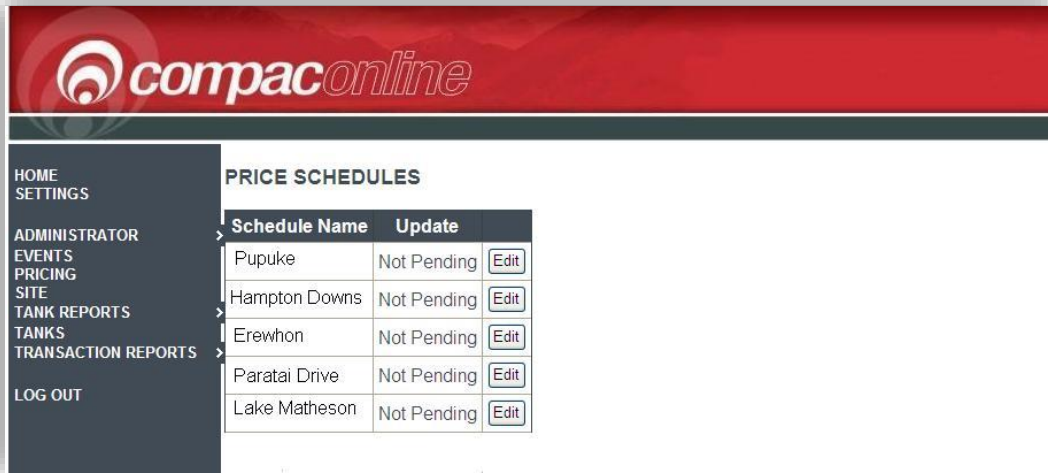 compaconline
HOME
SETTINGS
ADMINISTRATOR
EVENTS
PRICING
SITE
TANK REPORTS
TANKS
TRANSACTION REPORTS
LOG OUT
PRICE SCHEDULES
Schedule Name Update
Pupuke Not Pending Edit
Hampton Downs Not Pending Edit
Erewhon Not Pending Edit
Paratai Drive Not Pending Edit
Lake Matheson Not Pending Edit